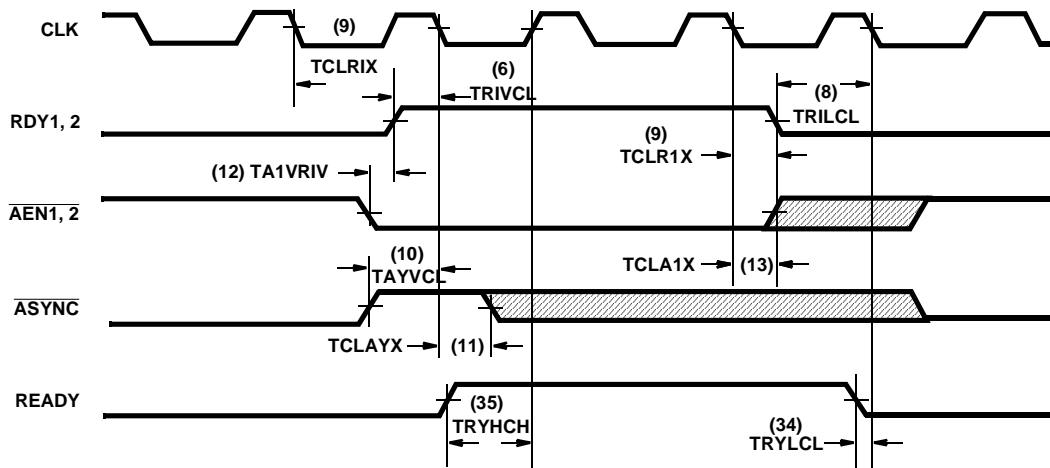 CLK
(9)
TCLRIX
(6)
TRIVCL
(8)
TRILCL
RDY1, 2
(9)
TCLR1X
(12) TA1VRIV
AEN1, 2
(10)
TAYVCL
TCLA1X
(13)
ASYNC
TCLAYX
(11)
READY
(35)
TRYHCH
(34)
TRYLCL